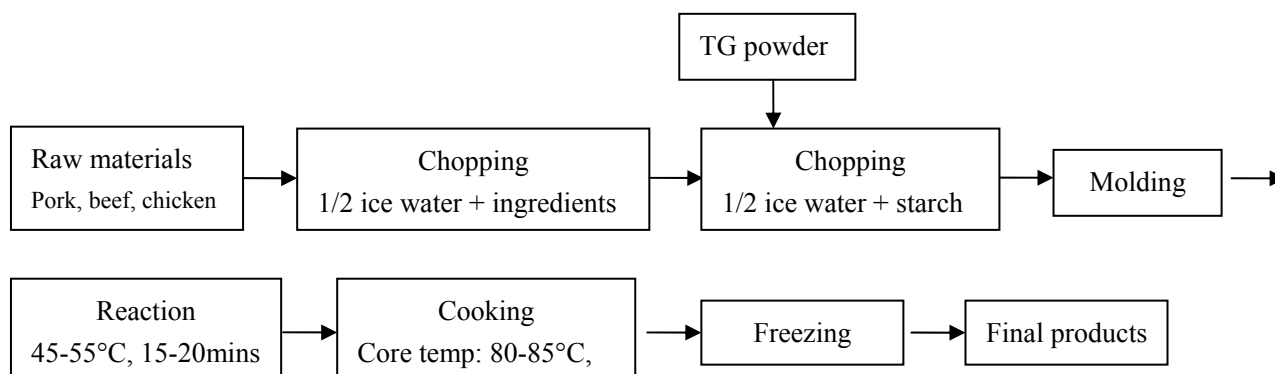 TG powder
Raw materials
Pork, beef, chicken
Chopping
1/2 ice water + ingredients
Chopping
1/2 ice water + starch
Molding
Reaction
45-55°C, 15-20mins
Cooking
Core temp: 80-85°C,
Freezing
Final products